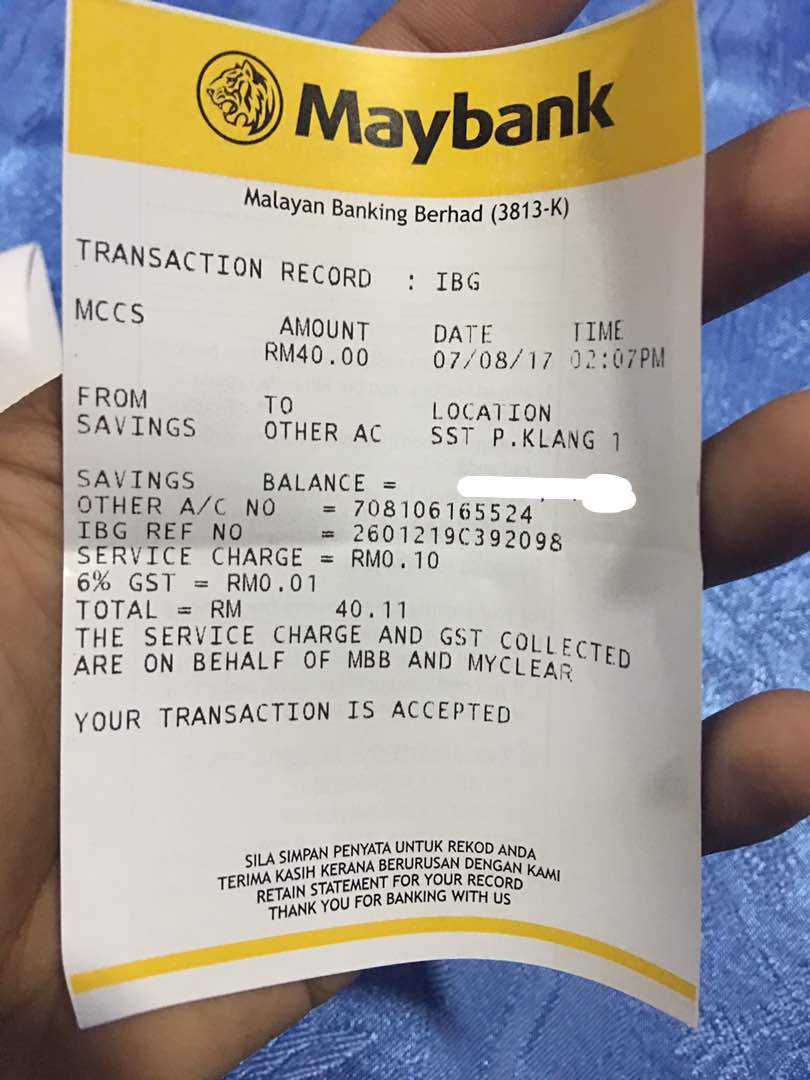 Maybank
Malayan Banking Berhad (3813-K)
TRANSACTION RECORD : IBG
MCCS
AMOUNT DATE TIME
RM40.00 07/08/17 02:07PM
FROM TO LOCATION
SAVINGS OTHER AC SST P.KLANG 1
SAVINGS BALANCE =
OTHER A/C NO = 708106165524
IBG REF NO = 2601219C392098
SERVICE CHARGE = RM0.10
6% GST = RM0.01
TOTAL = RM 40.11
THE SERVICE CHARGE AND GST COLLECTED
ARE ON BEHALF OF MBB AND MYCLEAR
YOUR TRANSACTION IS ACCEPTED
SILA SIMPAN PENYATA UNTUK REKOD ANDA
TERIMA KASIH KERANA BERURUSAN DENGAN KAMI
RETAIN STATEMENT FOR YOUR RECORD
THANK YOU FOR BANKING WITH US